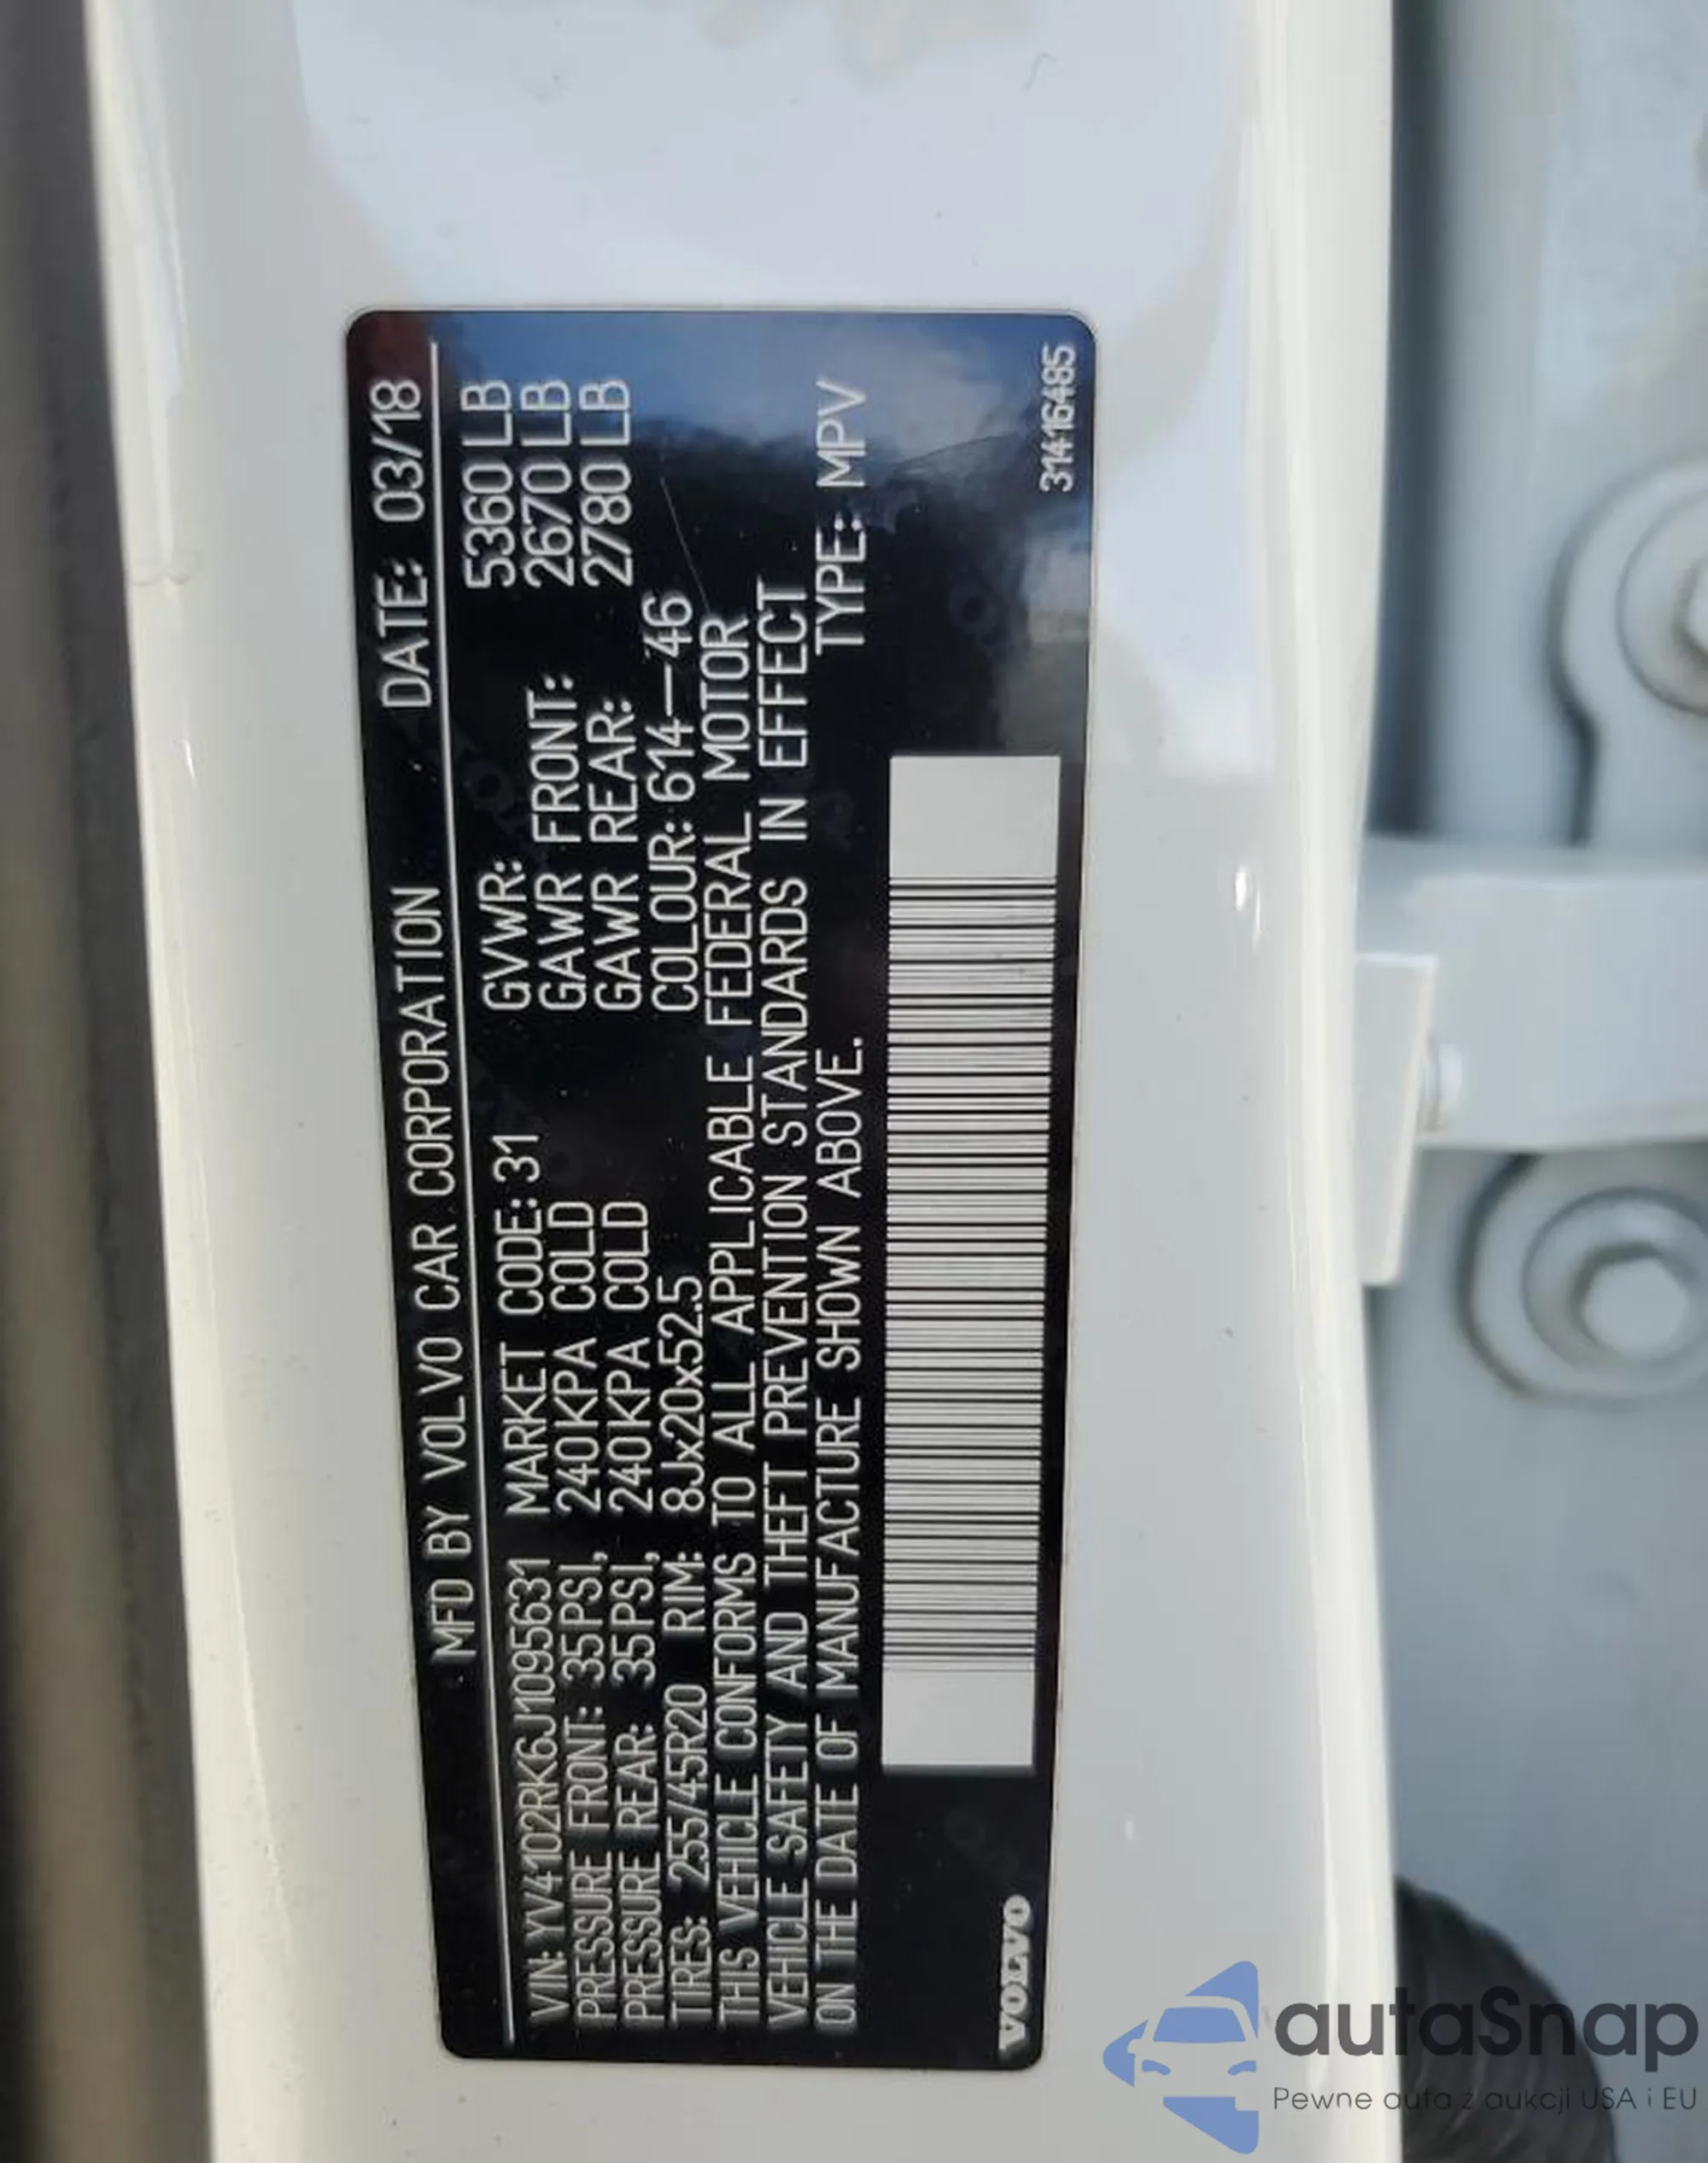 MFD BY VOLVO CAR CORPORATION DATE: 03/18
VIN: YV4102RK6J1095631 MARKET CODE: 31 GVWR: 5360 LB
PRESSURE FRONT: 35PSI, 240KPA COLD GAWR FRONT: 2670 LB
PRESSURE REAR: 35PSI, 240KPA COLD GAWR REAR: 2780 LB
TIRES: 255/45R20 RIM: 8Jx20x52.5 COLOUR: 614-46
THIS VEHICLE CONFORMS TO ALL APPLICABLE FEDERAL MOTOR
VEHICLE SAFETY AND THEFT PREVENTION STANDARDS IN EFFECT
ON THE DATE OF MANUFACTURE SHOWN ABOVE. TYPE: MPV
VOLVO 31416485
autaSnap
Pewne auta z aukcji USA i EU